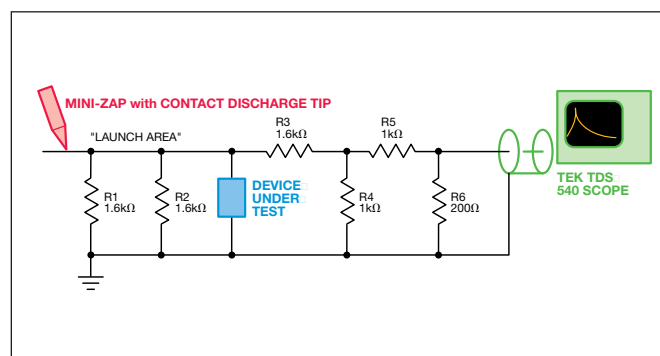 MINI-ZAP with CONTACT DISCHARGE TIP
"LAUNCH AREA"
R3
1.6kΩ
R5
1kΩ
R1
1.6kΩ
R2
1.6kΩ
DEVICE
UNDER
TEST
R4
1kΩ
R6
200Ω
TEK TDS
540 SCOPE